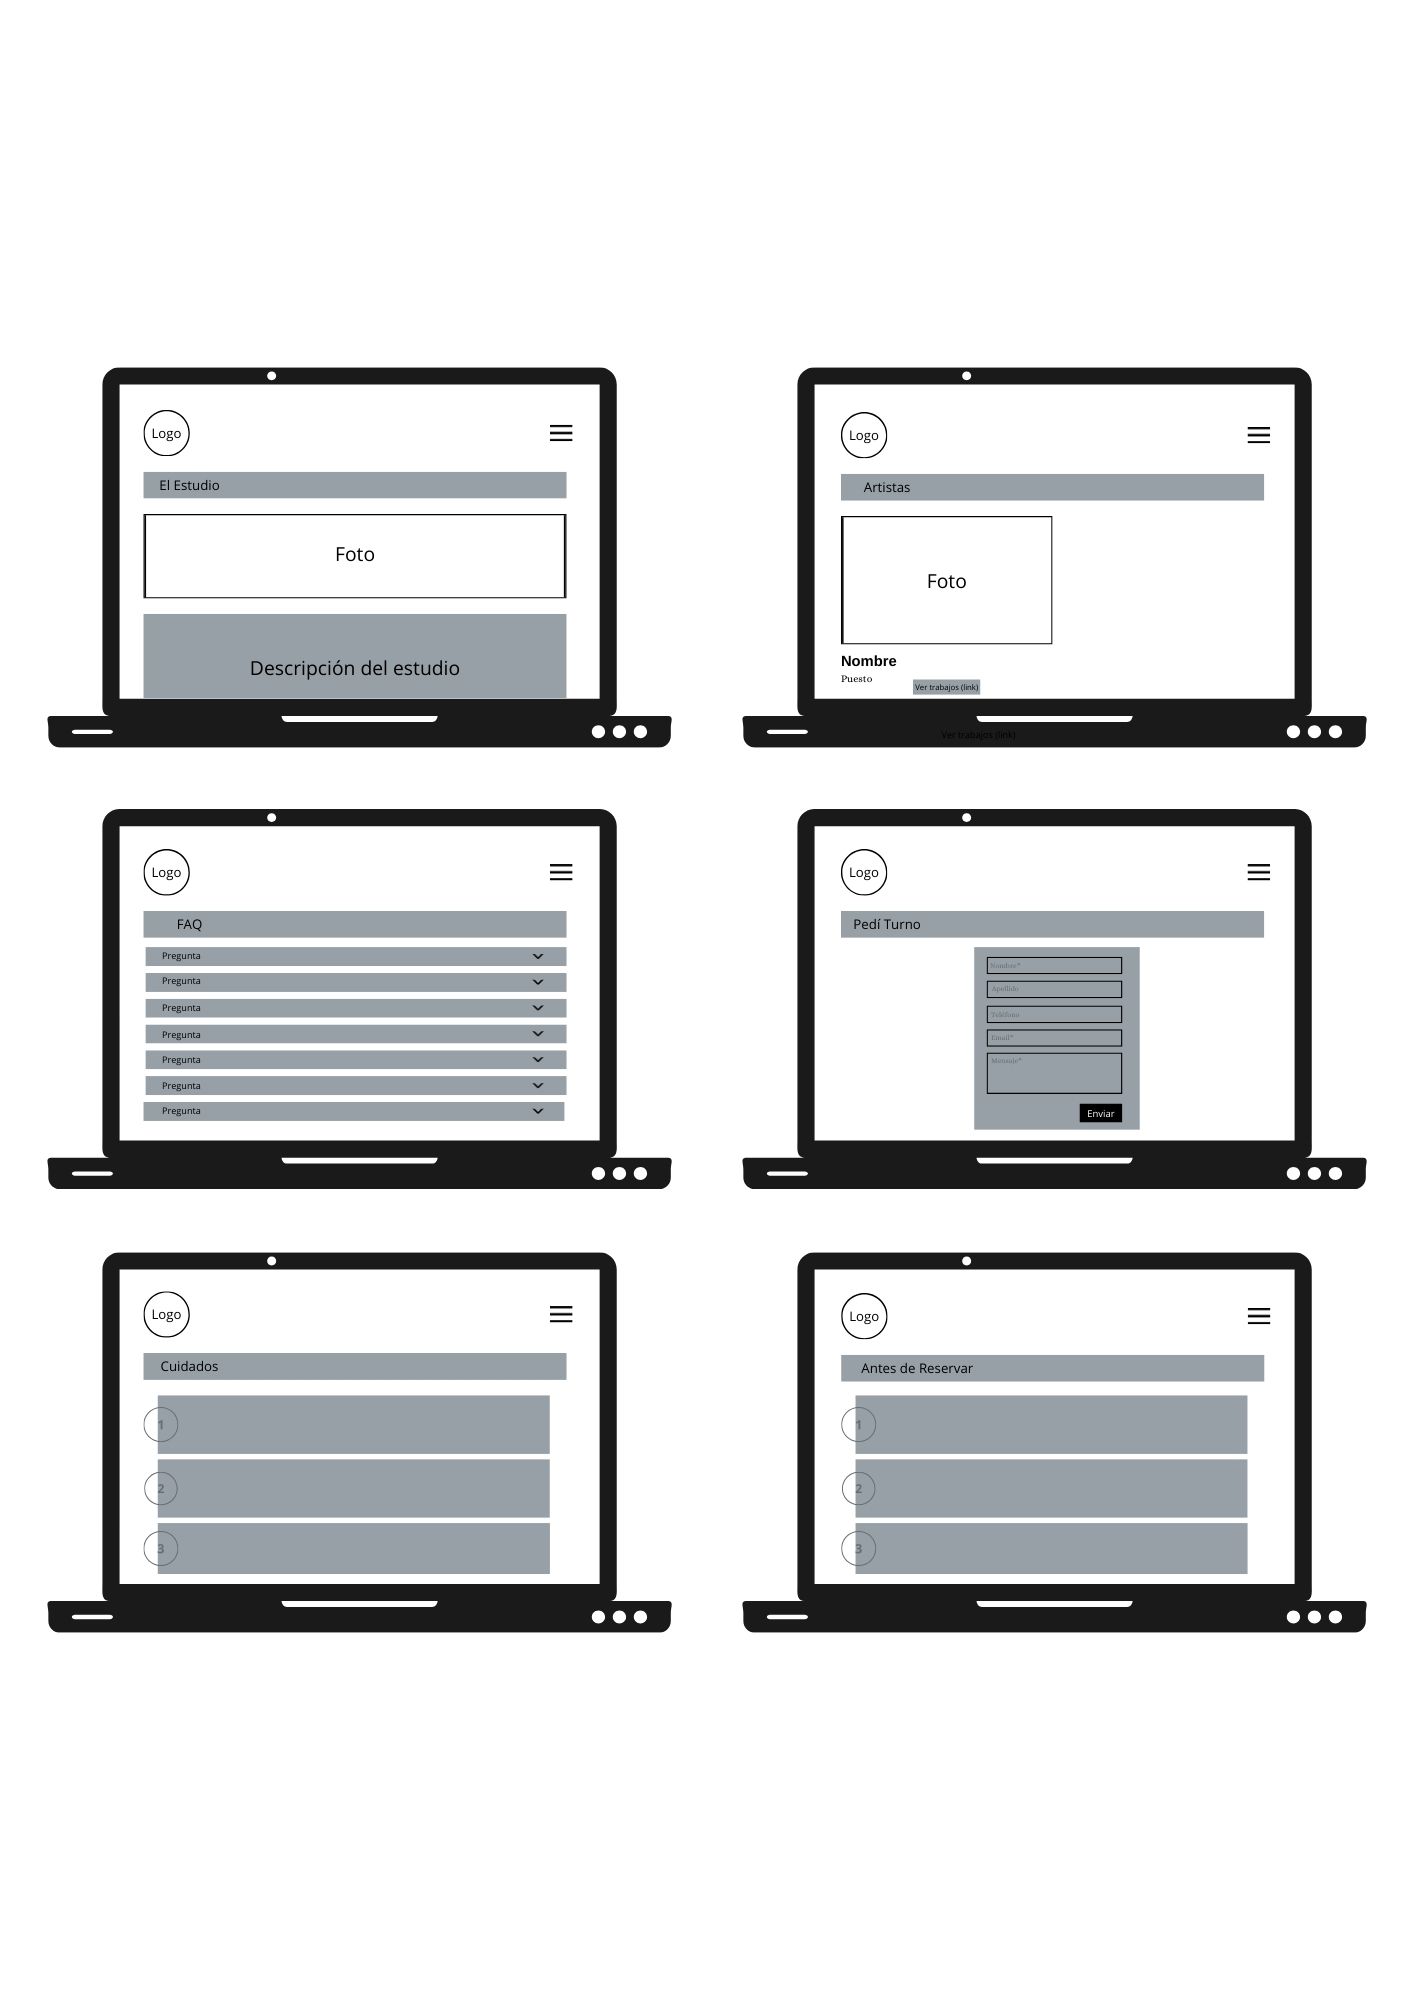 Logo
El Estudio
Foto
Descripción del estudio
Logo
Artistas
Foto
Nombre
Puesto
Ver trabajos (link)
Ver trabajos (link)
Logo
FAQ
Pregunta
Pregunta
Pregunta
Pregunta
Pregunta
Pregunta
Pregunta
Logo
Pedí Turno
Nombre*
Apellido
Teléfono
Email*
Mensaje*
Enviar
Logo
Cuidados
1
2
3
Logo
Antes de Reservar
1
2
3